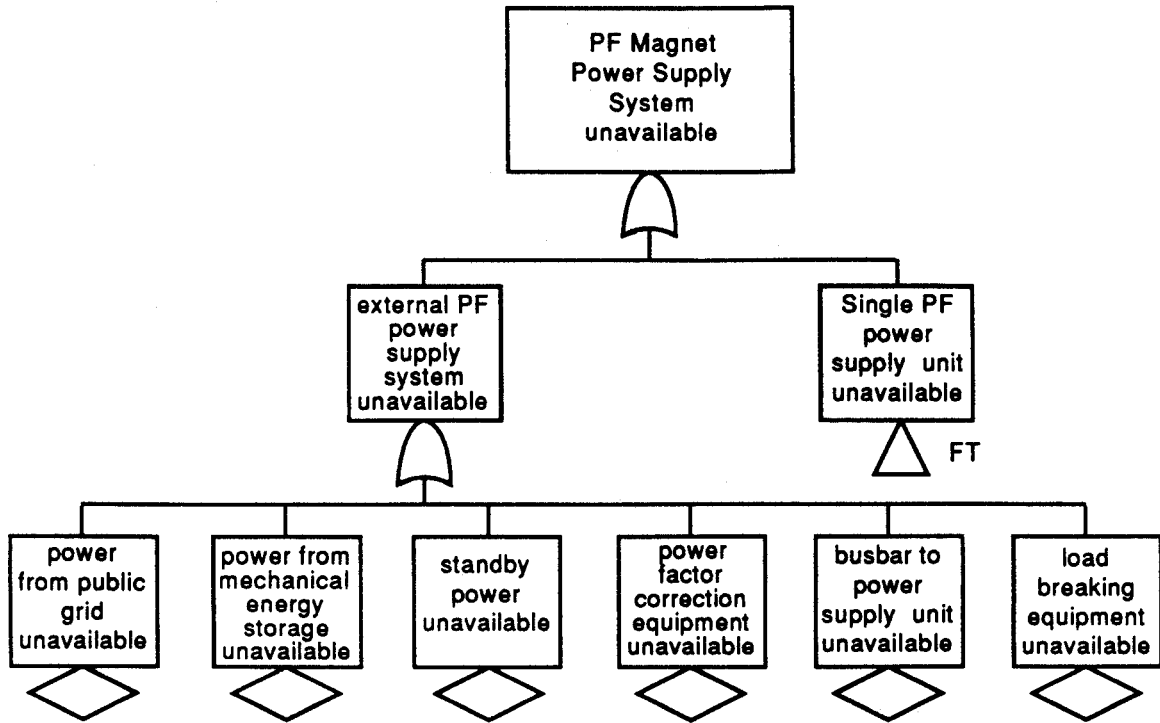 PF Magnet
Power Supply
System
unavailable
external PF
power
supply
system
unavailable
Single PF
power
supply unit
unavailable
FT
power
from public
grid
unavailable
power from
mechanical
energy
storage
unavailable
standby
power
unavailable
power
factor
correction
equipment
unavailable
busbar to
power
supply unit
unavailable
load
breaking
equipment
unavailable